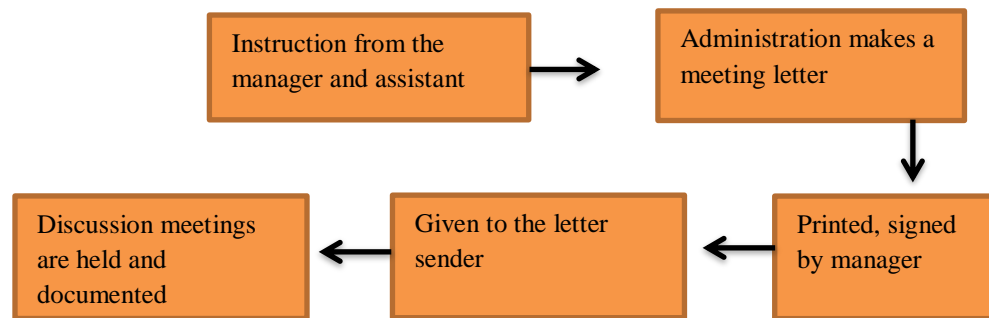 Instruction from the
manager and assistant
Administration makes a
meeting letter
Printed, signed
by manager
Given to the letter
sender
Discussion meetings
are held and
documented